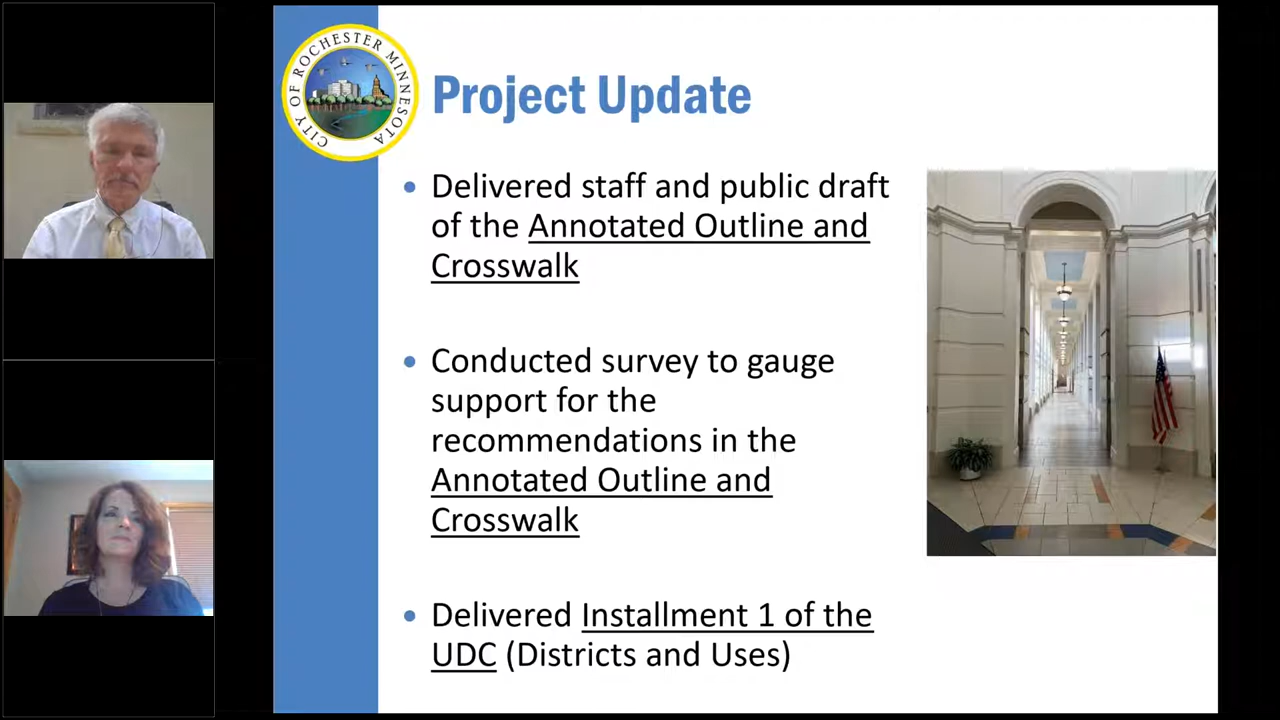 CITY OF ROCHESTER MINNESOTA
Project Update
• Delivered staff and public draft
of the Annotated Outline and
Crosswalk
• Conducted survey to gauge
support for the
recommendations in the
Annotated Outline and
Crosswalk
• Delivered Installment 1 of the
UDC (Districts and Uses)